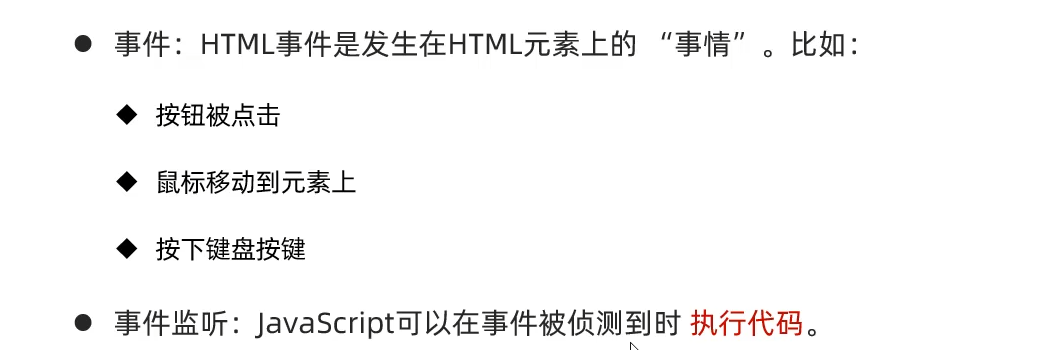 ● 事件：HTML事件是发生在HTML元素上的 “事情” 。比如：
◆ 按钮被点击
◆ 鼠标移动到元素上
◆ 按下键盘按键
● 事件监听：JavaScript可以在事件被侦测到时 执行代码。